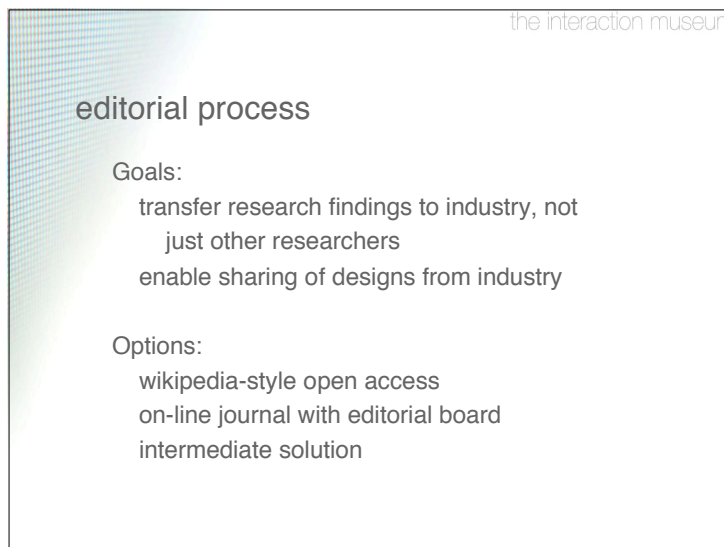 the interaction museum
editorial process
Goals:
transfer research findings to industry, not
just other researchers
enable sharing of designs from industry
Options:
wikipedia-style open access
on-line journal with editorial board
intermediate solution